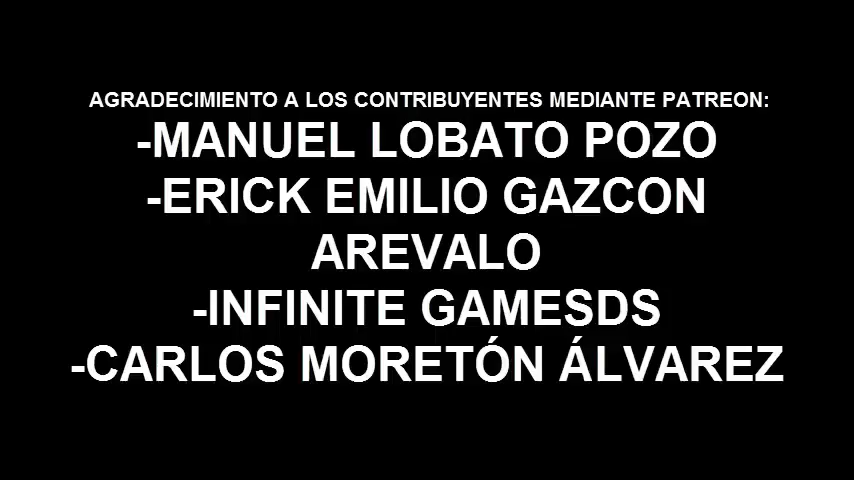 AGRADECIMIENTO A LOS CONTRIBUYENTES MEDIANTE PATREON:
-MANUEL LOBATO POZO
-ERICK EMILIO GAZCON
AREVALO
-INFINITE GAMESDS
-CARLOS MORETÓN ÁLVAREZ